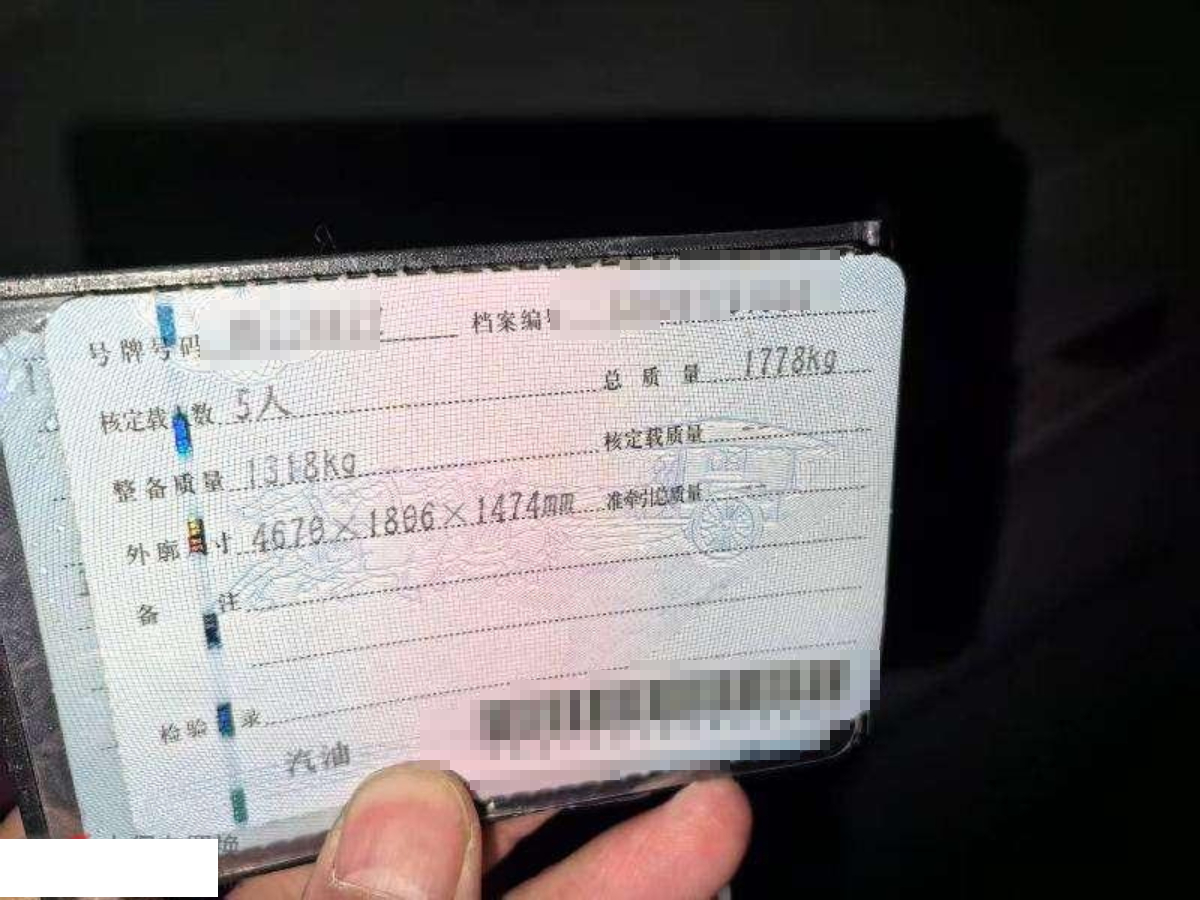 号牌号码 档案编号
核定载人数 5人 总质量 1778kg
整备质量 1318kg 核定载质量
外廓尺寸 4670×1806×1474mm 准牵引总质量
备注
检验记录
汽油